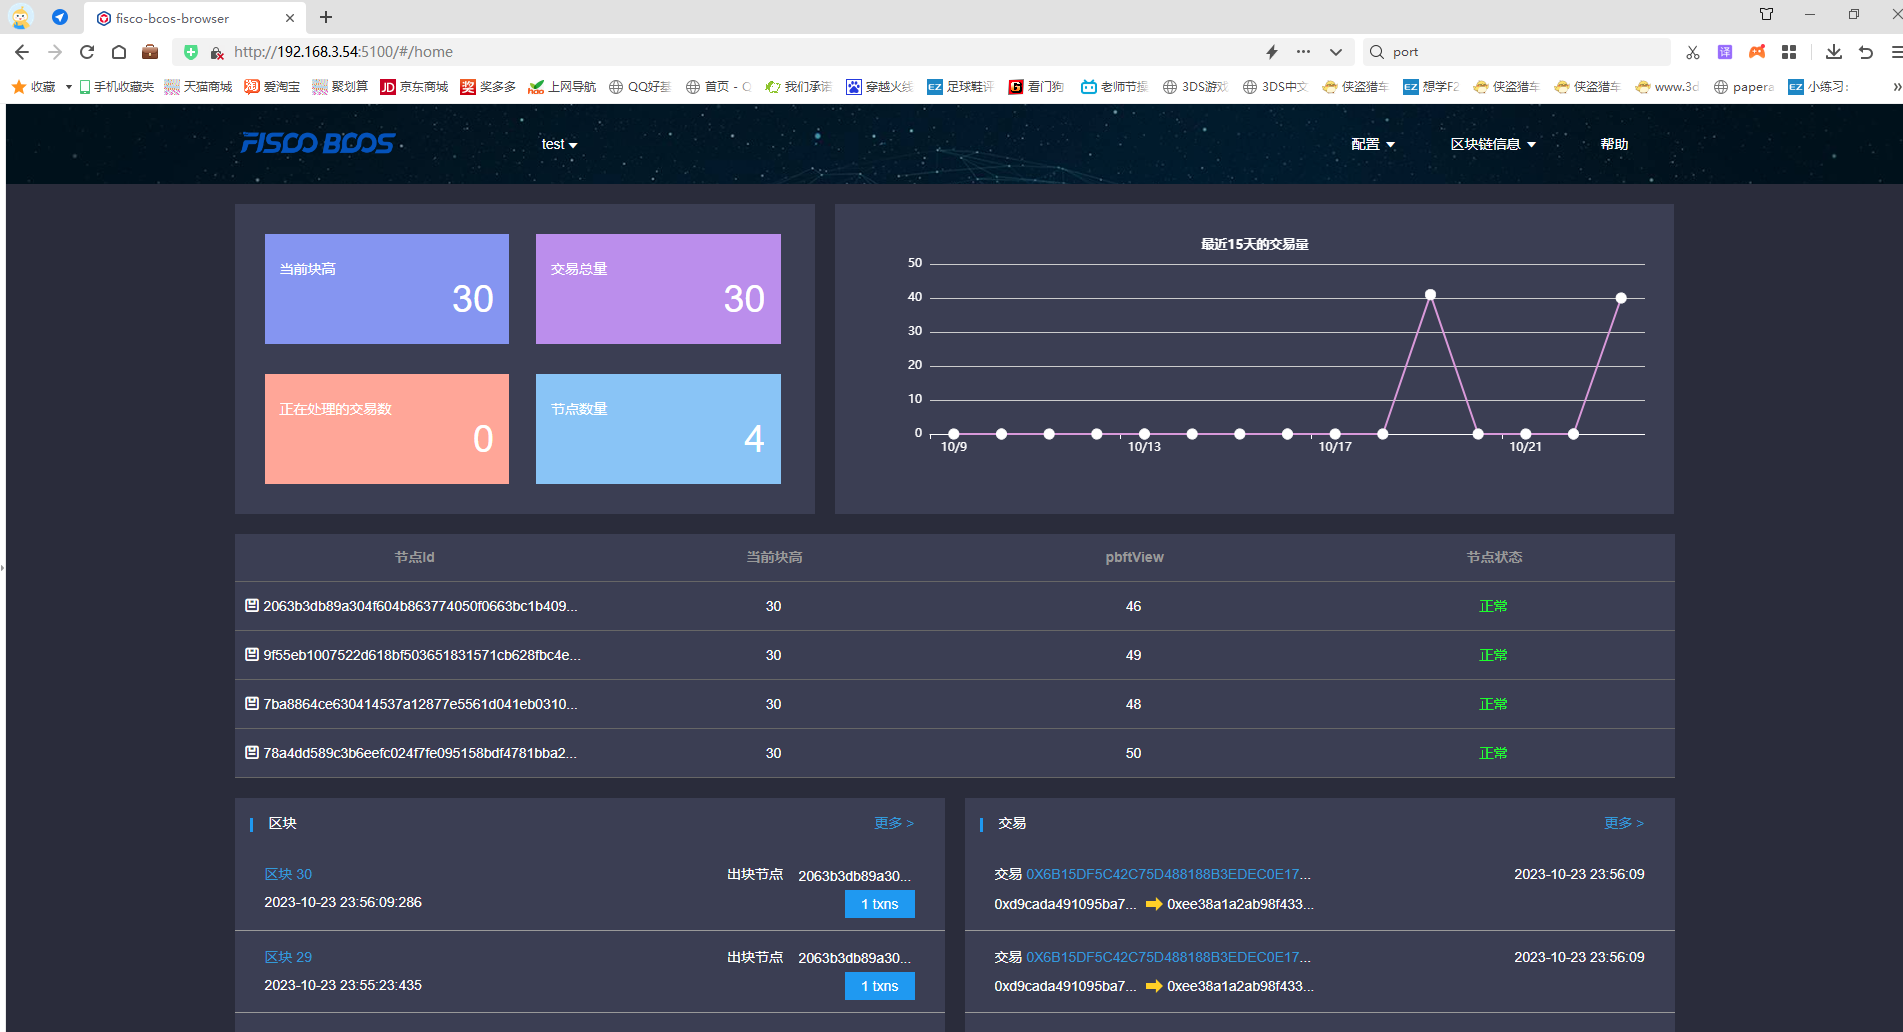 fisco-bcos-browser
http://192.168.3.54:5100/#/home
port
收藏 手机收藏夹 天猫商城 爱淘宝 聚划算 京东商城 奖多多 上网导航 QQ好基 首页 - Q 我们承诺 穿越火线 足球鞋评 看门狗 老师节操 3DS游戏 3DS中文 侠盗猎车 想学F2 侠盗猎车 侠盗猎车 www.3d papera 小练习:
FISCO BCOS
test
配置 区块链信息 帮助
当前块高
30
交易总量
30
正在处理的交易数
0
节点数量
4
最近15天的交易量
50
40
30
20
10
0
10/9 10/13 10/17 10/21
节点Id 当前块高 pbftView 节点状态
2063b3db89a304f604b863774050f0663bc1b409... 30 46 正常
9f55eb1007522d618bf503651831571cb628fbc4e... 30 49 正常
7ba8864ce630414537a12877e5561d041eb0310... 30 48 正常
78a4dd589c3b6eefc024f7fe095158bdf4781bba2... 30 50 正常
区块 更多 >
区块 30 出块节点 2063b3db89a30...
2023-10-23 23:56:09:286 1 txns
区块 29 出块节点 2063b3db89a30...
2023-10-23 23:55:23:435 1 txns
交易 更多 >
交易 0X6B15DF5C42C75D488188B3EDEC0E17... 2023-10-23 23:56:09
0xd9cada491095ba7... 0xee38a1a2ab98f433...
交易 0X6B15DF5C42C75D488188B3EDEC0E17... 2023-10-23 23:56:09
0xd9cada491095ba7... 0xee38a1a2ab98f433...